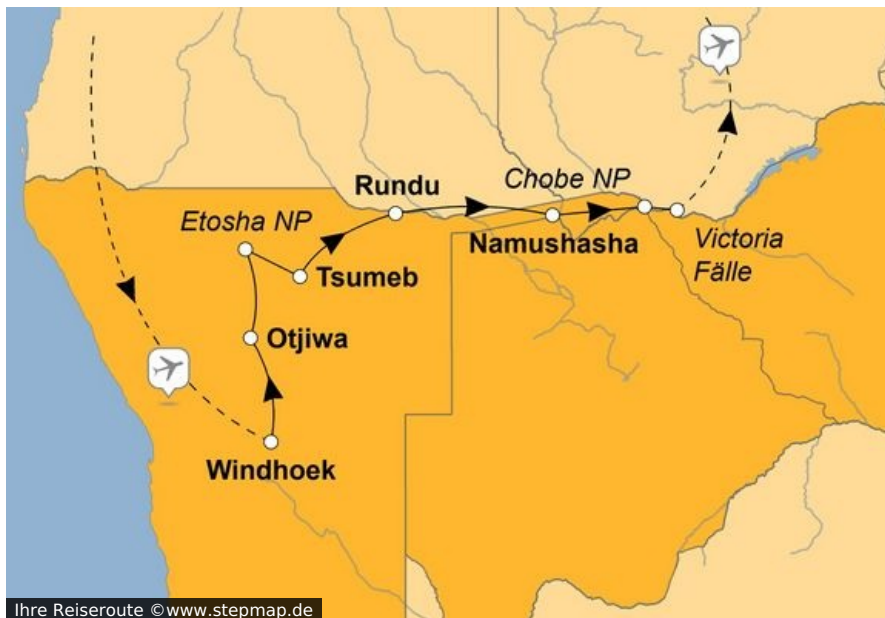 Rundu
Chobe NP
Etosha NP
Namushasha
Victoria
Fälle
Tsumeb
Otjiwa
Windhoek
Ihre Reiseroute ©www.stepmap.de